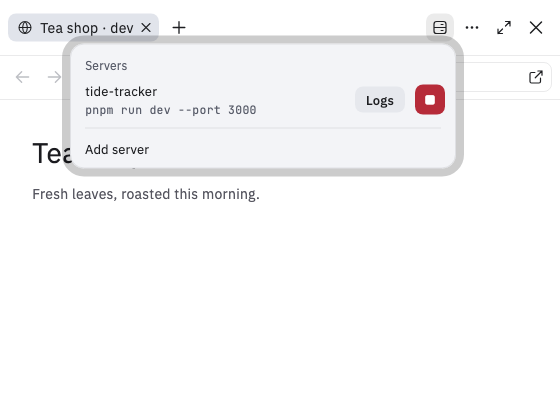 Tea shop · dev
Servers
tide-tracker
pnpm run dev --port 3000
Logs
Add server
Fresh leaves, roasted this morning.